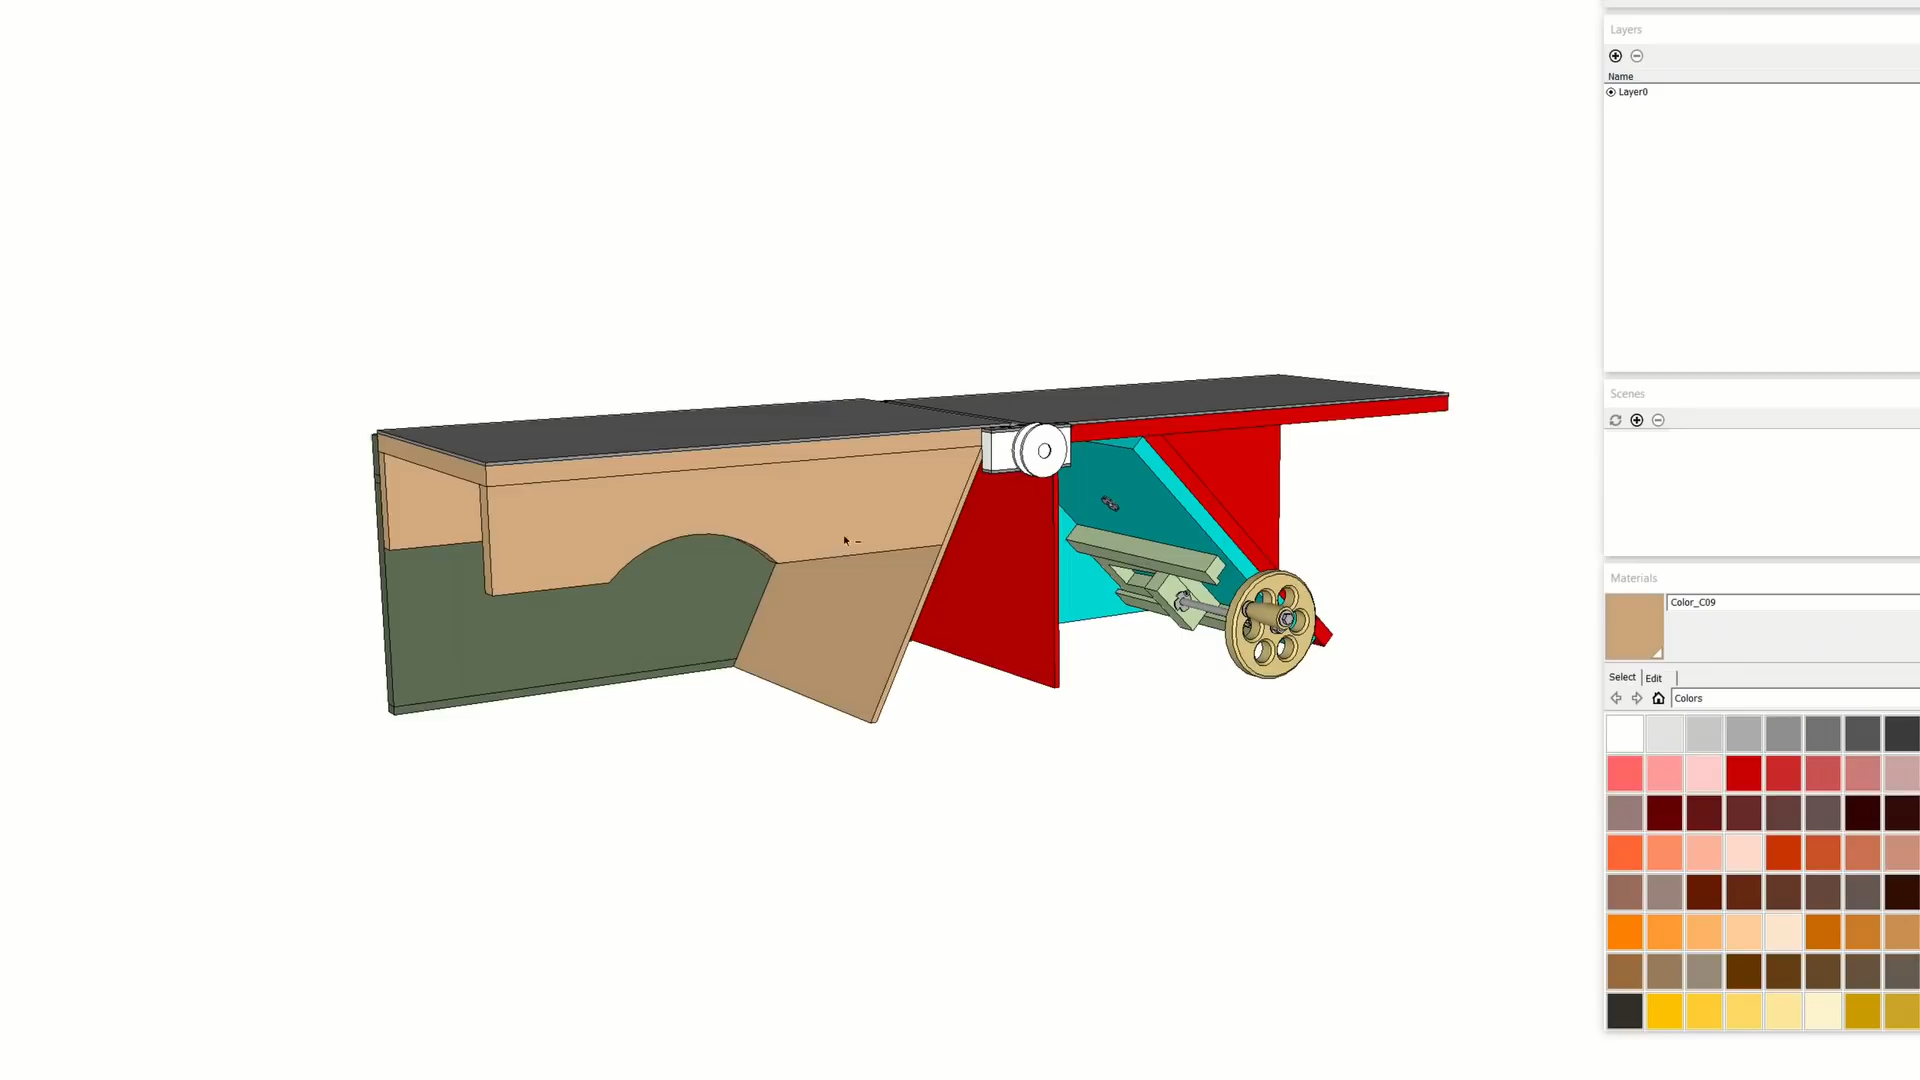 Layers
Name
Layer0
Scenes
Materials
Color_C09
Select
Edit
Colors